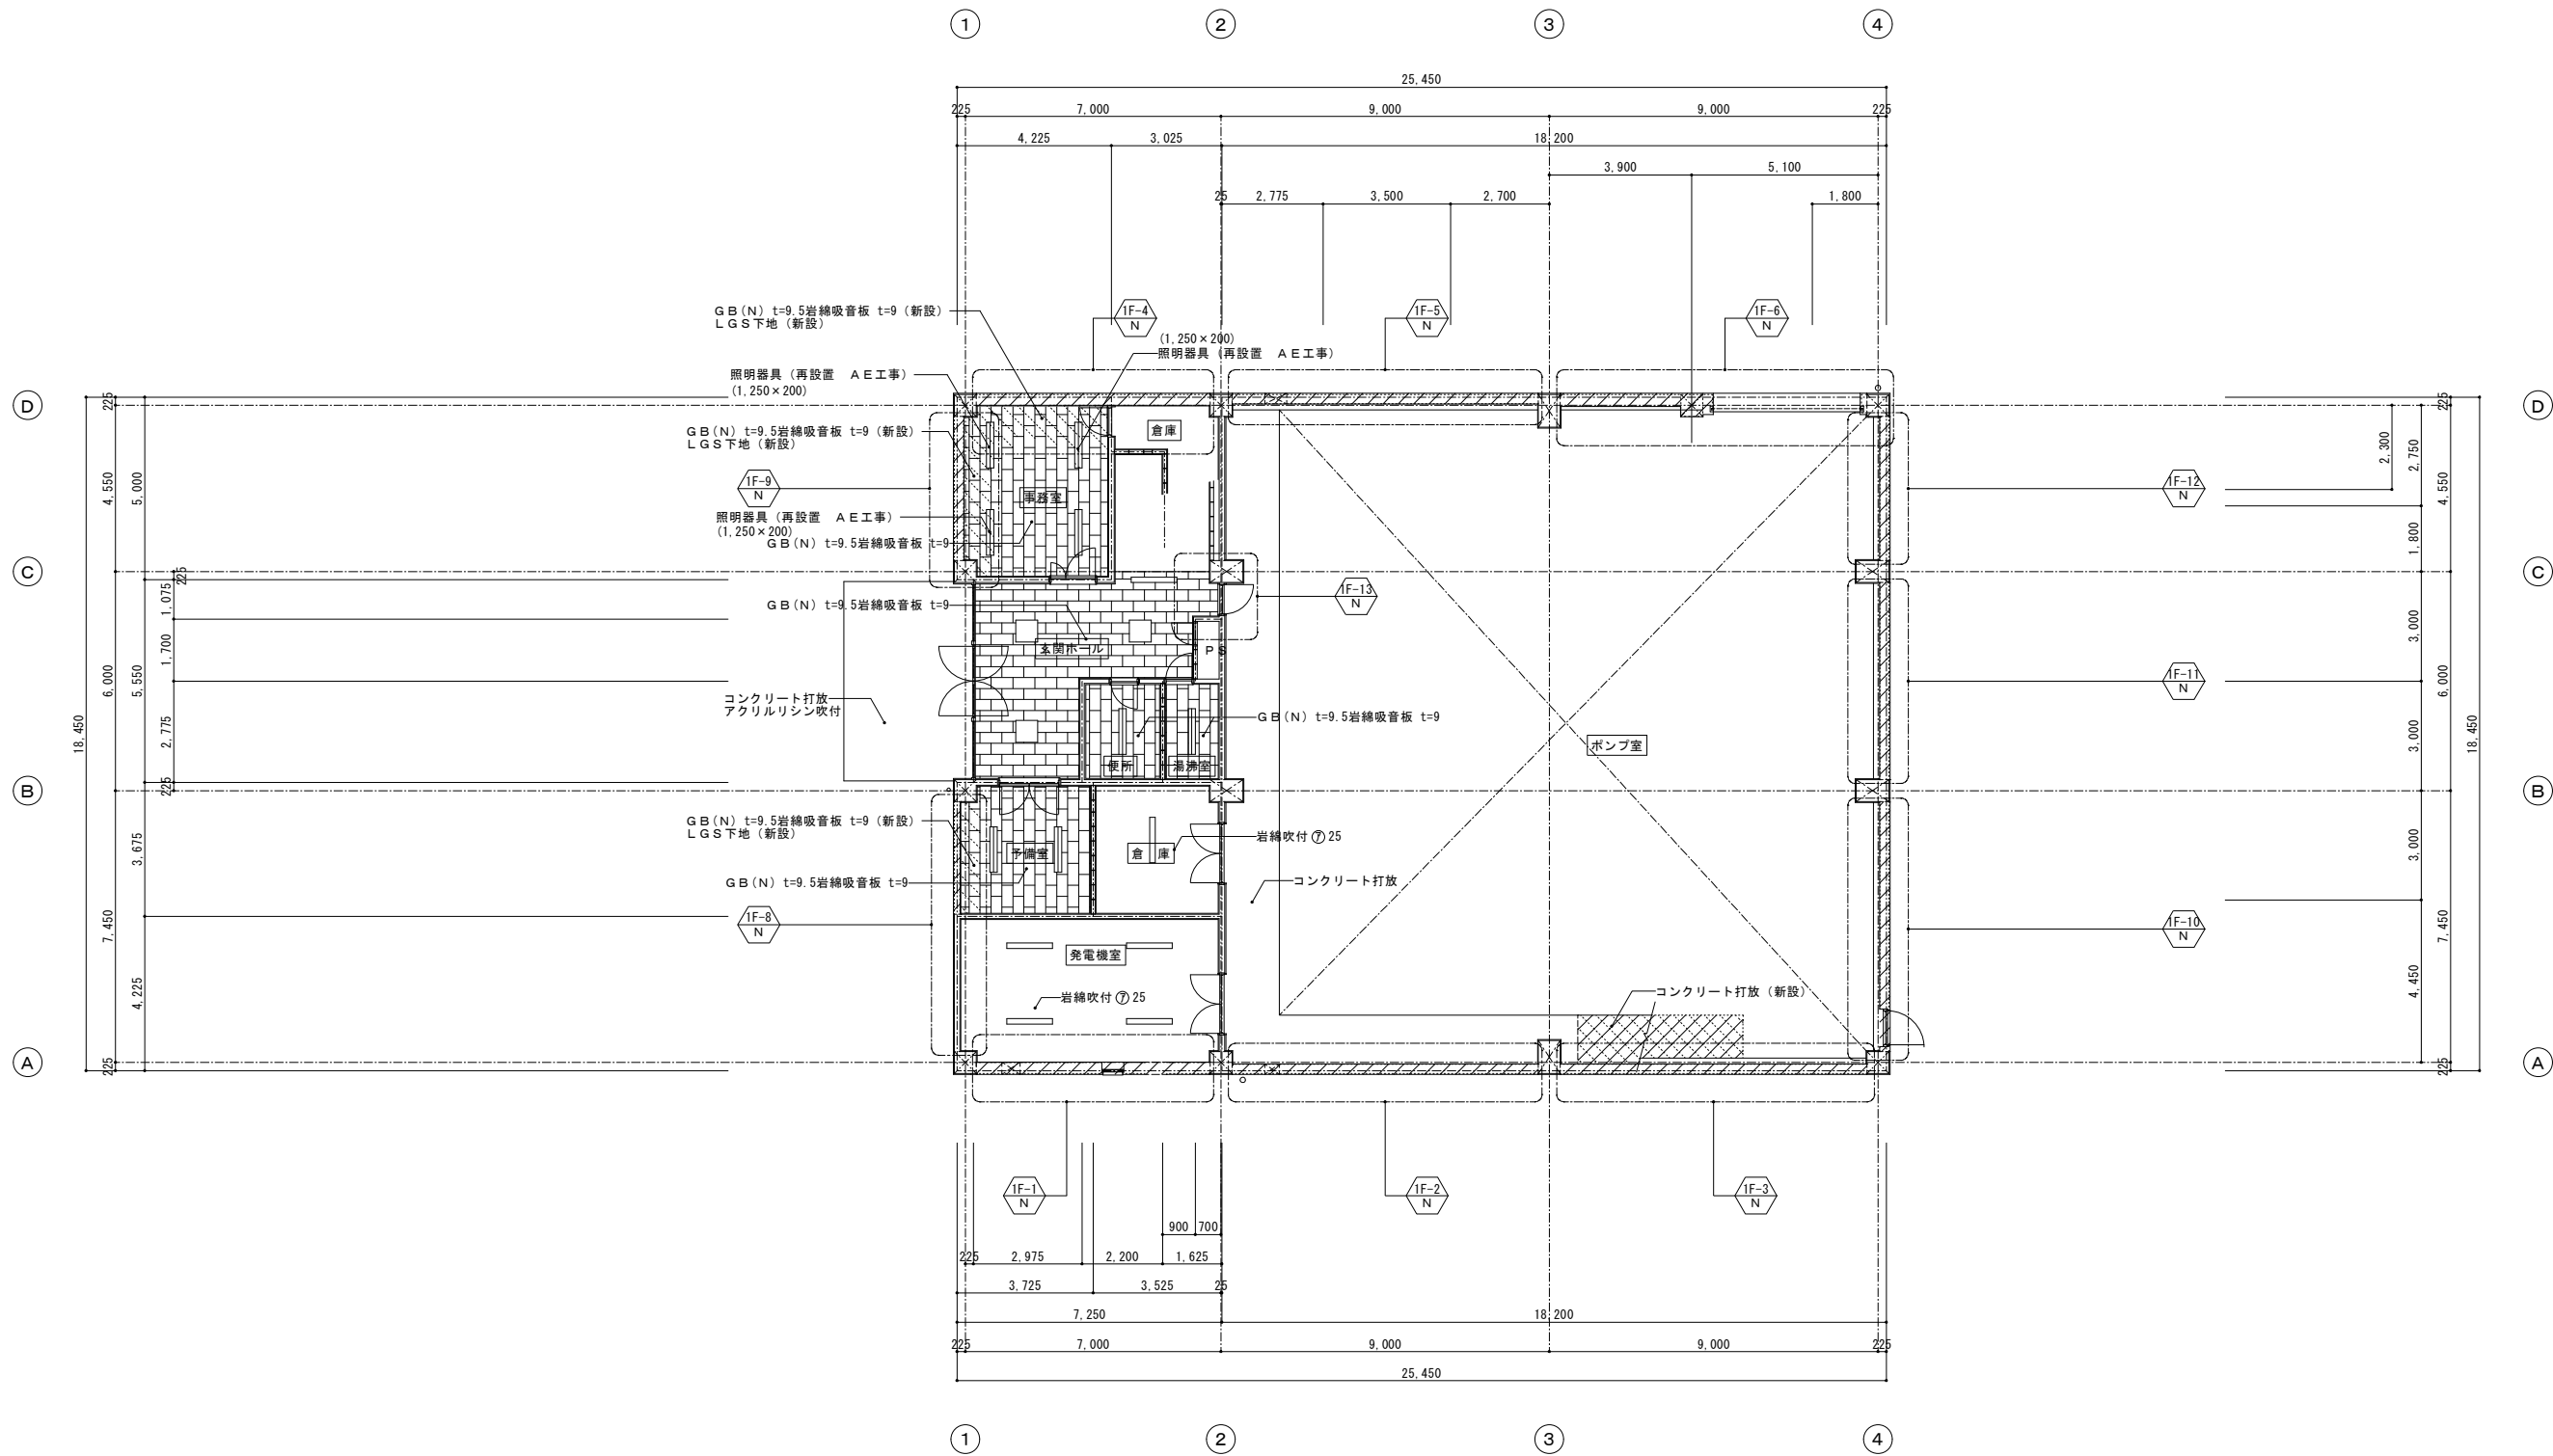 ① ② ③ ④
25,450
225 7,000 9,000 9,000 225
4,225 3,025 18,200
3,900 5,100
25 2,775 3,500 2,700 1,800
GB(N) t=9.5岩綿吸音板 t=9（新設）
LGS下地（新設）
1F-4
N
1F-5
N
1F-6
N
(1,250×200)
照明器具（再設置　AE工事）
照明器具（再設置　AE工事）
(1,250×200)
D
D
GB(N) t=9.5岩綿吸音板 t=9（新設）
LGS下地（新設）
倉庫
1F-9
N
事務室
1F-12
N
照明器具（再設置　AE工事）
(1,250×200)
GB(N) t=9.5岩綿吸音板 t=9
C
C
GB(N) t=9.5岩綿吸音板 t=9
1F-13
N
玄関ホール
PS
1F-11
N
コンクリート打放
アクリルリシン吹付
GB(N) t=9.5岩綿吸音板 t=9
ポンプ室
便所
湯沸室
B
B
GB(N) t=9.5岩綿吸音板 t=9（新設）
LGS下地（新設）
岩綿吹付 ㋐ 25
予備室
倉庫
GB(N) t=9.5岩綿吸音板 t=9
コンクリート打放
1F-8
N
1F-10
N
発電機室
岩綿吹付 ㋐ 25
コンクリート打放（新設）
A
A
225
4,550
6,000
7,450
225
18,450
5,000
5,550
3,675
4,225
225
1,075
1,700
2,775
225
2,300
2,750
1,800
3,000
3,000
3,000
4,450
225
4,550
6,000
7,450
225
18,450
1F-1
N
1F-2
N
1F-3
N
900 700
225 2,975 2,200 1,625
3,725 3,525 25
7,250 18,200
225 7,000 9,000 9,000 225
25,450
① ② ③ ④